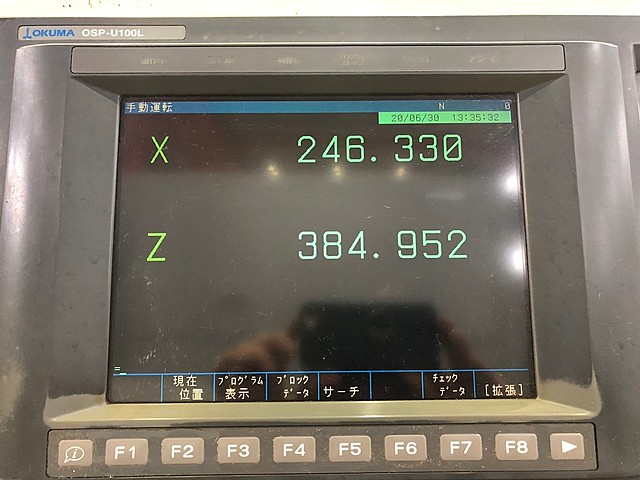 OKUMA OSP-U100L
手動運転 N 0
20/06/30 13:35:32
X 246.330
Z 384.952
=_
現在位置 プログラム表示 ブロックデータ サーチ チェックデータ [拡張]
i F1 F2 F3 F4 F5 F6 F7 F8